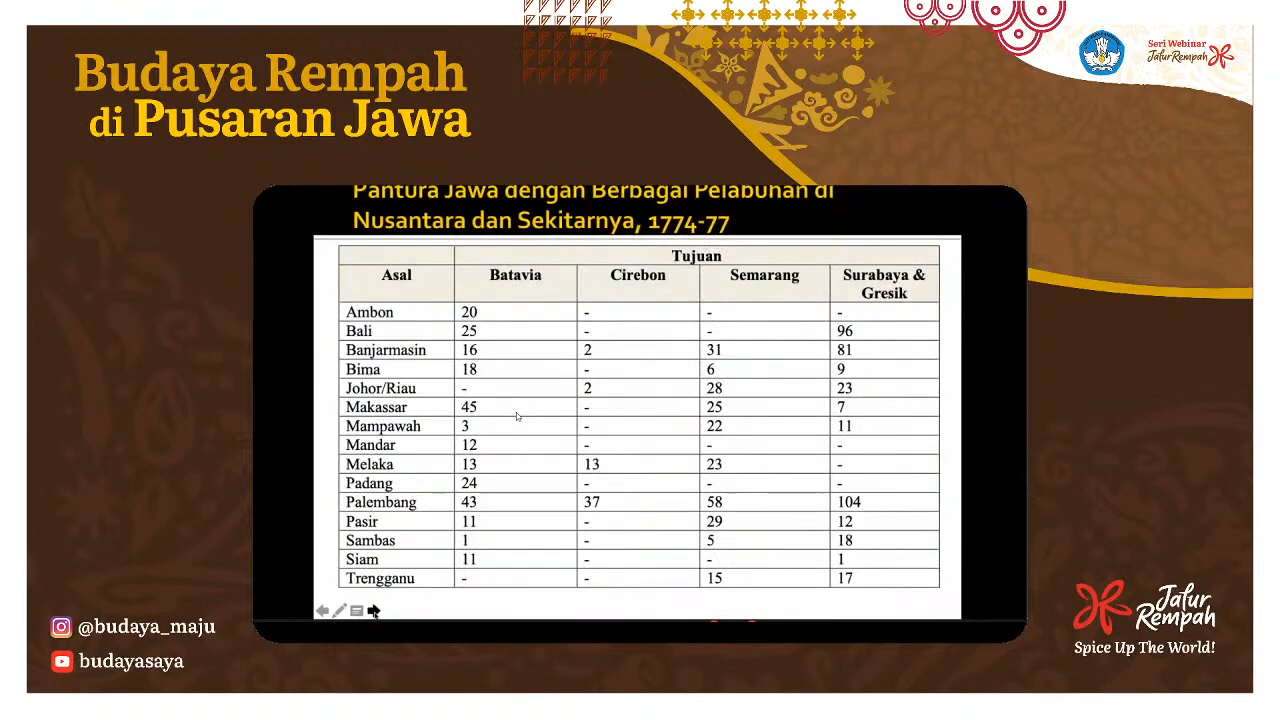 Budaya Rempah
di Pusaran Jawa
Seri Webinar
Jalur Rempah
Pantura Jawa dengan Berbagai Pelabuhan di
Nusantara dan Sekitarnya, 1774-77
Tujuan
Asal Batavia Cirebon Semarang Surabaya & Gresik
Ambon 20 - - -
Bali 25 - - 96
Banjarmasin 16 2 31 81
Bima 18 - 6 9
Johor/Riau - 2 28 23
Makassar 45 - 25 7
Mampawah 3 - 22 11
Mandar 12 - - -
Melaka 13 13 23 -
Padang 24 - - -
Palembang 43 37 58 104
Pasir 11 - 29 12
Sambas 1 - 5 18
Siam 11 - - 1
Trengganu - - 15 17
@budaya_maju
budayasaya
Jalur
Rempah
Spice Up The World!